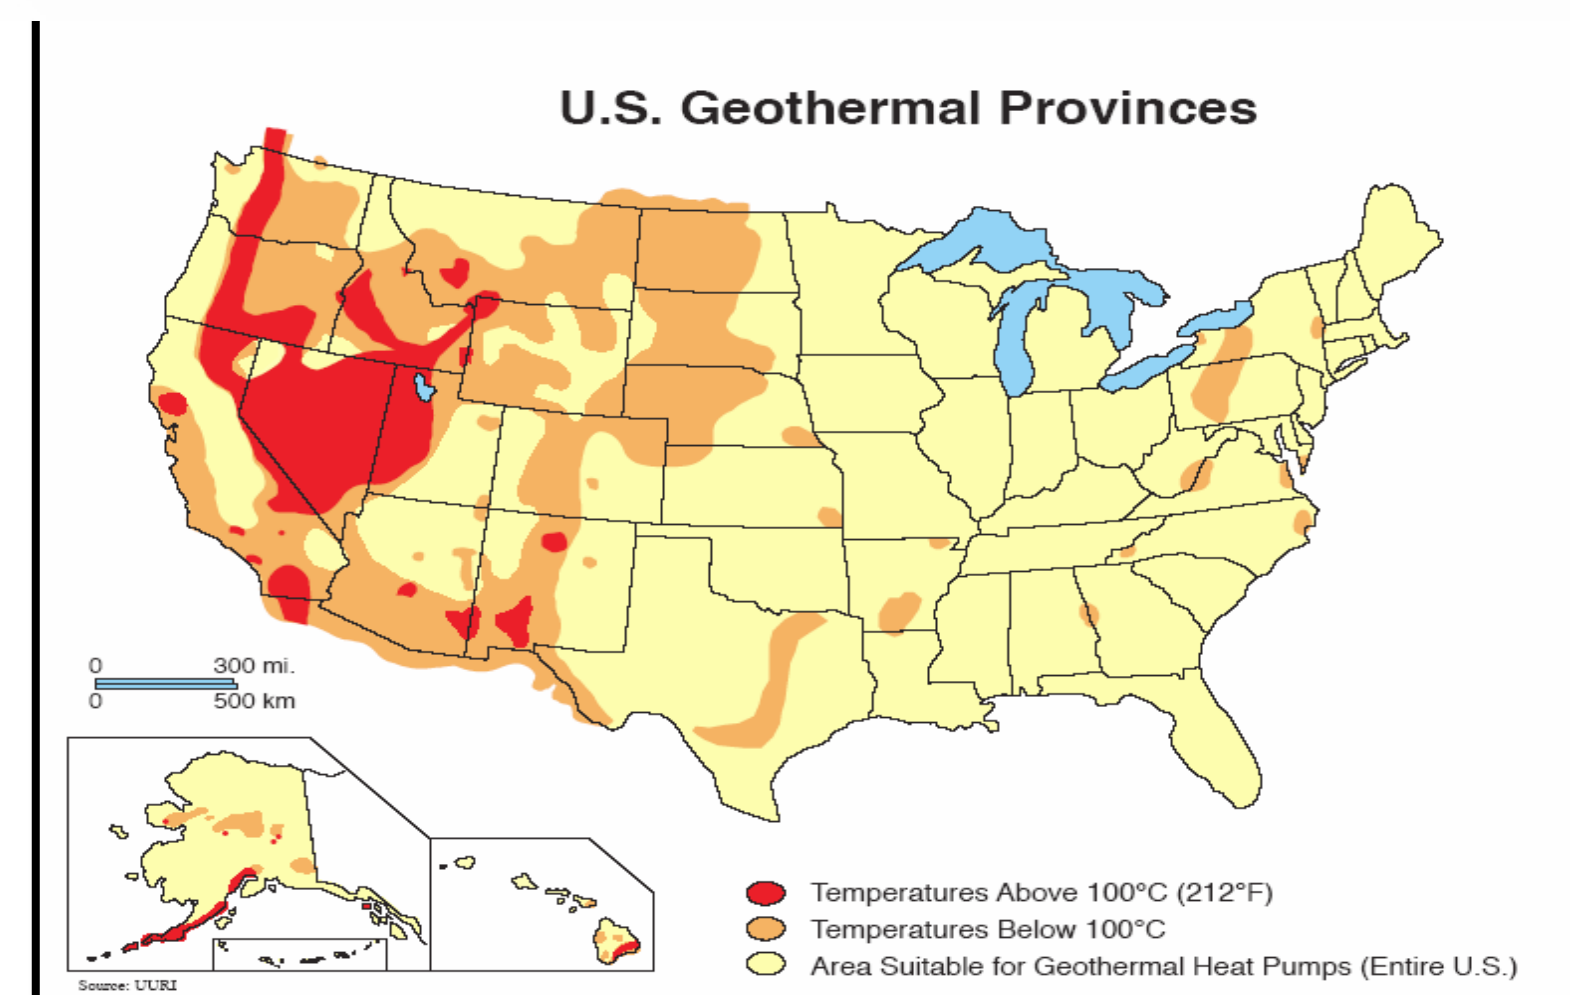 U.S. Geothermal Provinces
0 300 mi.
0 500 km
Temperatures Above 100°C (212°F)
Temperatures Below 100°C
Area Suitable for Geothermal Heat Pumps (Entire U.S.)
Source: UURI